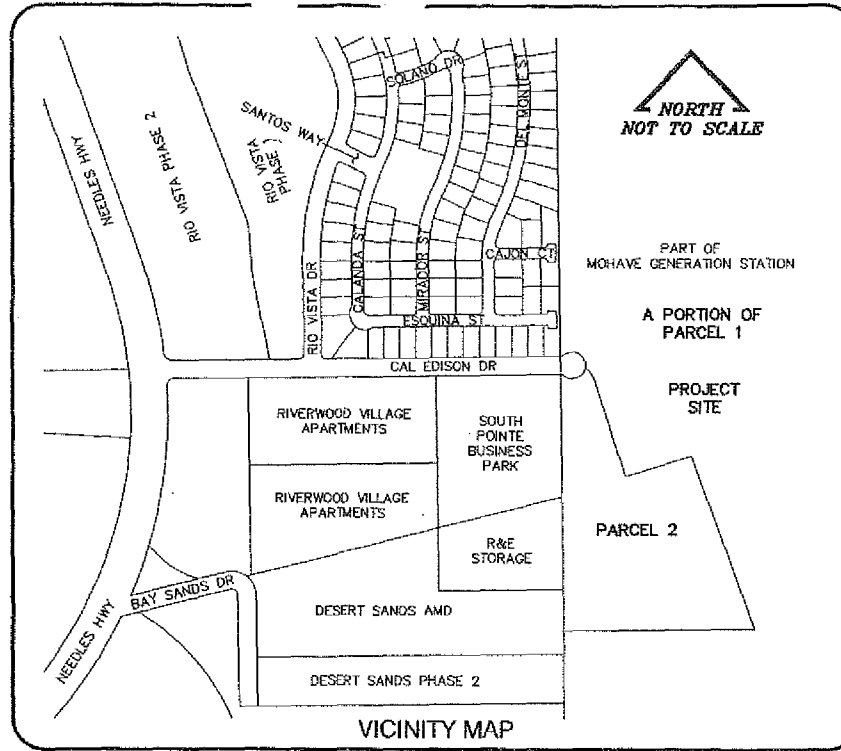 SOLANO DR
DEL MONTE S
SANTOS WAY
NEEDLES HWY
RIO VISTA PHASE 2
RIO VISTA
PHASE )
NORTH
NOT TO SCALE
RIO VISTA DR
CALANDA ST
MIRADOR ST
CAJON CT
ESQUINA ST
PART OF
MOHAVE GENERATION STATION
A PORTION OF
PARCEL 1
CAL EDISON DR
PROJECT
SITE
RIVERWOOD VILLAGE
APARTMENTS
SOUTH
POINTE
BUSINESS
PARK
RIVERWOOD VILLAGE
APARTMENTS
R&E
STORAGE
PARCEL 2
BAY SANDS DR
NEEDLES HWY
DESERT SANDS AMD
DESERT SANDS PHASE 2
VICINITY MAP